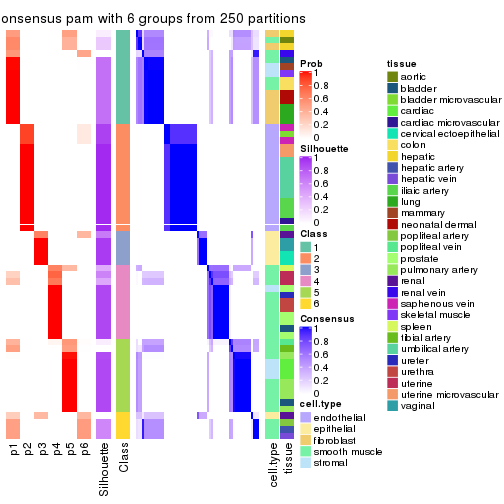 onsensus pam with 6 groups from 250 partitions
Prob
1
0.8
0.6
0.4
0.2
0
Silhouette
1
0.8
0.6
0.4
0.2
0
Class
1
2
3
4
5
6
Consensus
1
0.8
0.6
0.4
0.2
0
cell.type
endothelial
epithelial
fibroblast
smooth muscle
stromal
tissue
aortic
bladder
bladder microvascular
cardiac
cardiac microvascular
cervical ectoepithelial
colon
hepatic
hepatic artery
hepatic vein
iliac artery
lung
mammary
neonatal dermal
popliteal artery
popliteal vein
prostate
pulmonary artery
renal
renal vein
saphenous vein
skeletal muscle
spleen
tibial artery
umbilical artery
ureter
urethra
uterine
uterine microvascular
vaginal
p1
p2
p3
p4
p5
p6
Silhouette
Class
cell.type
tissue